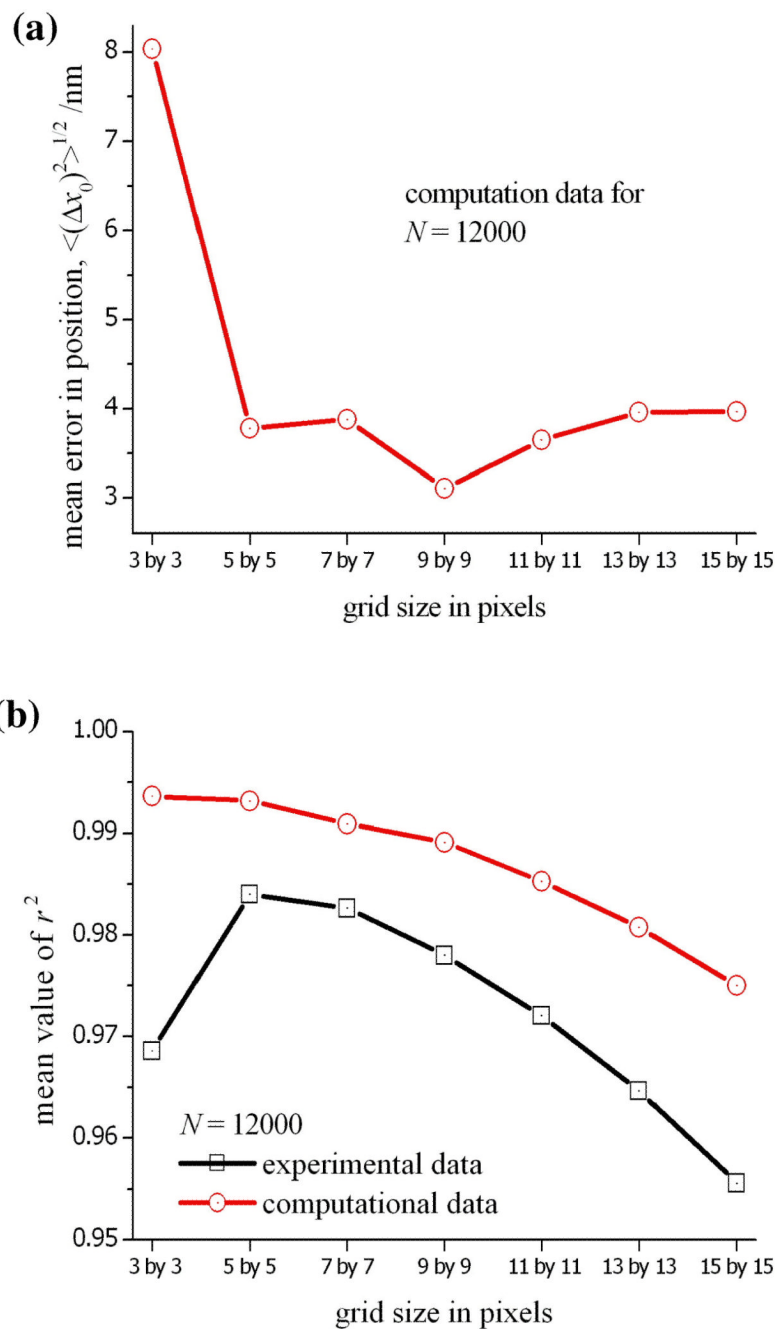 (a)
8
7
6
5
4
3
mean error in position, <(Δx₀)²>^1/2 /nm
computation data for
N = 12000
3 by 3 5 by 5 7 by 7 9 by 9 11 by 11 13 by 13 15 by 15
grid size in pixels
(b)
1.00
0.99
0.98
0.97
0.96
0.95
mean value of r²
N = 12000
experimental data
computational data
3 by 3 5 by 5 7 by 7 9 by 9 11 by 11 13 by 13 15 by 15
grid size in pixels